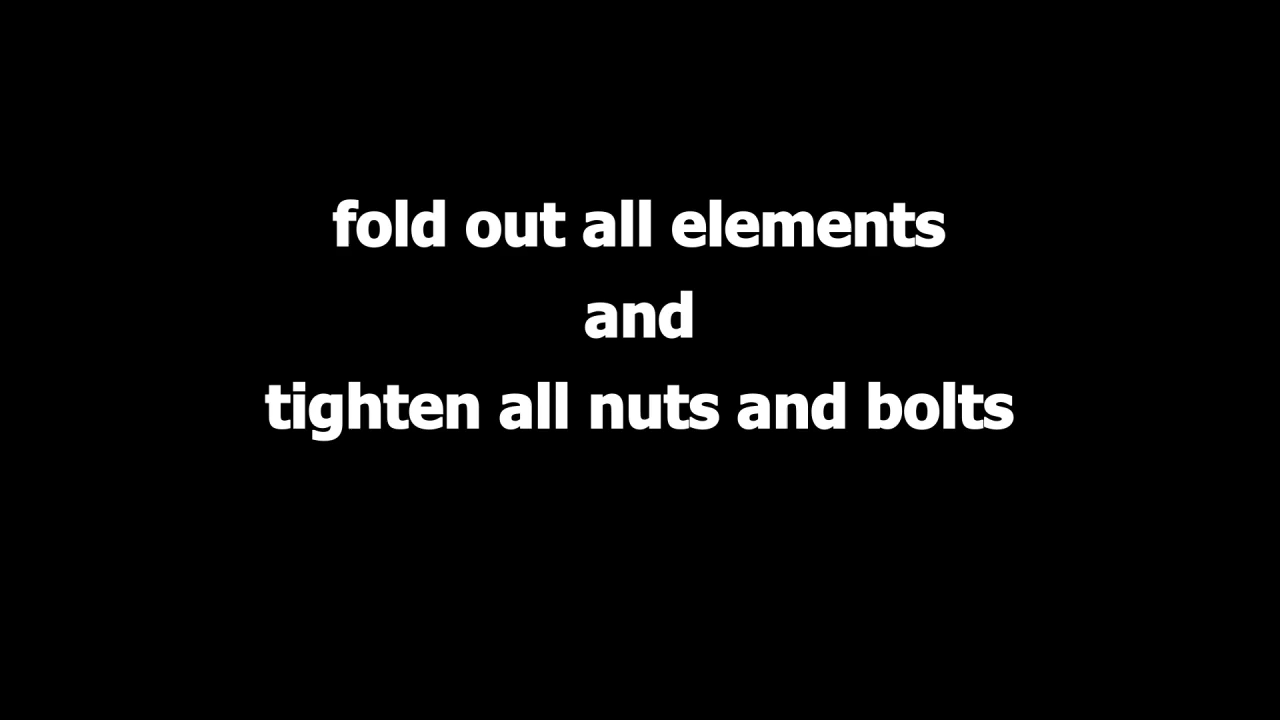 fold out all elements
and
tighten all nuts and bolts